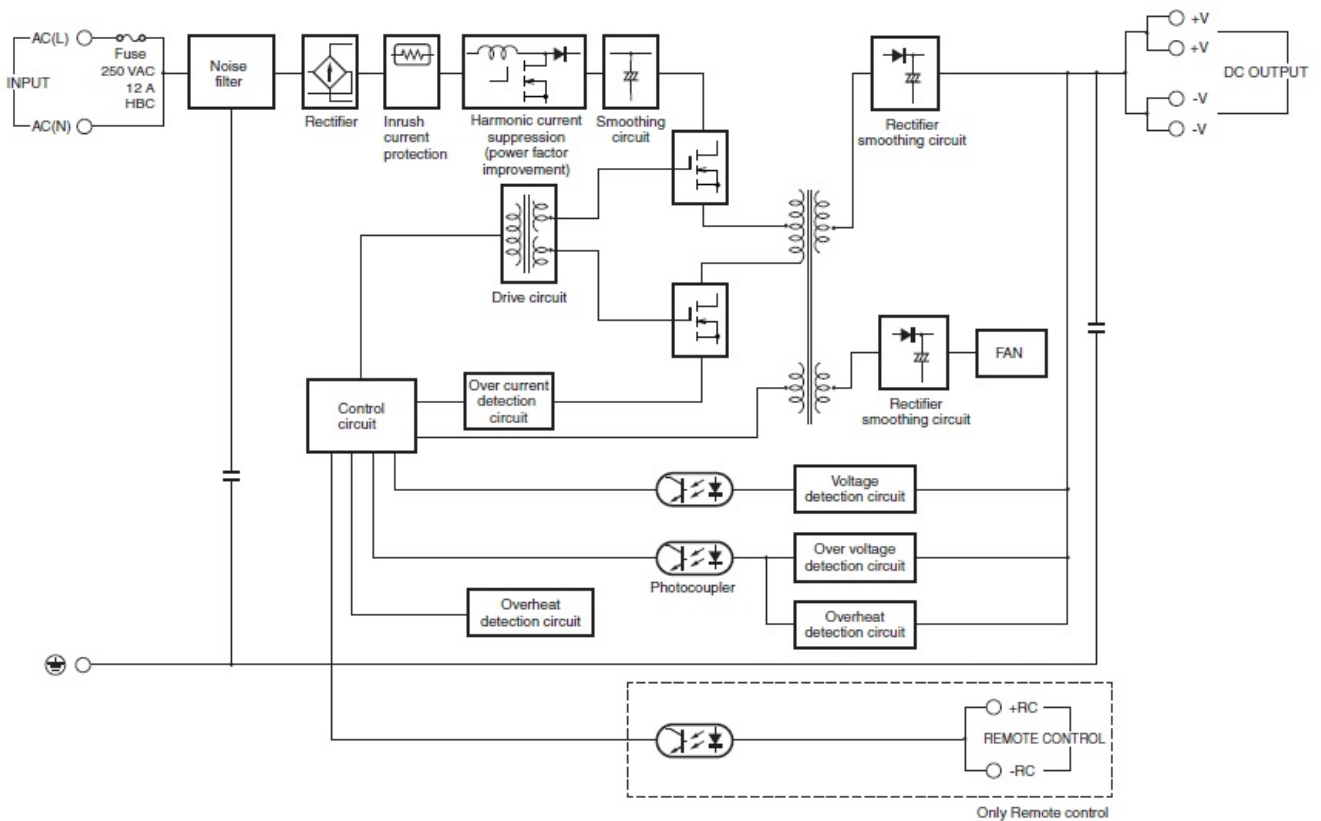 AC(L)
Fuse
250 VAC
12 A
HBC
INPUT
AC(N)
Noise
filter
Rectifier
Inrush
current
protection
Harmonic current
suppression
(power factor
improvement)
Smoothing
circuit
Rectifier
smoothing circuit
+V
+V
DC OUTPUT
-V
-V
Drive circuit
FAN
Rectifier
smoothing circuit
Control
circuit
Over current
detection
circuit
Voltage
detection circuit
Over voltage
detection circuit
Photocoupler
Overheat
detection circuit
Overheat
detection circuit
+RC
REMOTE CONTROL
-RC
Only Remote control